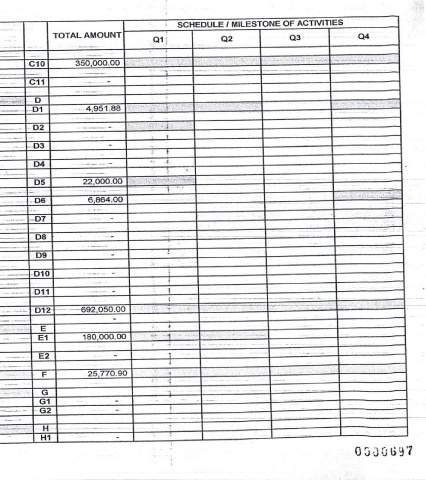 SCHEDULE / MILESTONE OF ACTIVITIES
TOTAL AMOUNT Q1 Q2 Q3 Q4
C10 350,000.00
C11 -
D
D1 4,951.88
D2 -
D3 -
D4 -
D5 22,000.00
D6 6,864.00
D7 -
D8 -
D9 -
D10 -
D11 -
D12 692,050.00
-
E
E1 180,000.00
E2 -
F 25,770.90
G
G1 -
G2 -
H
H1 -
0000697